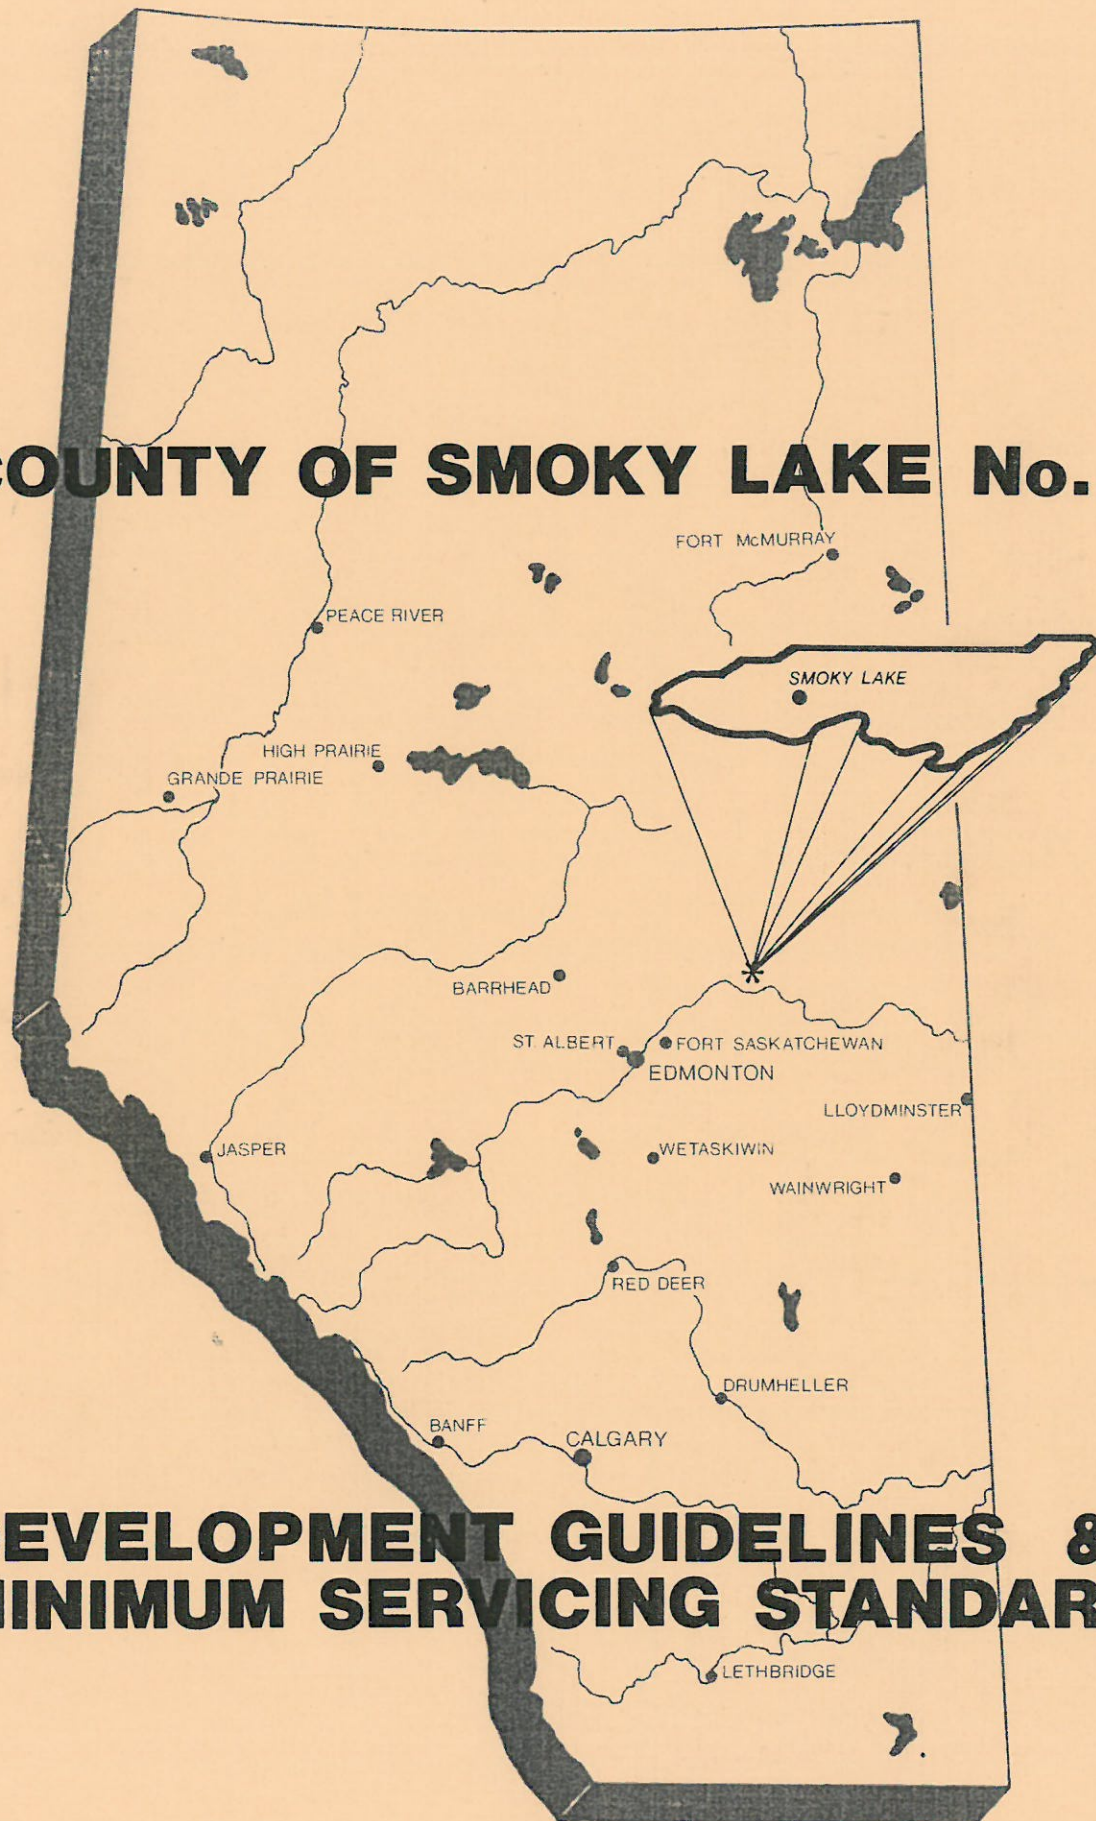 COUNTY OF SMOKY LAKE No.
FORT McMURRAY
PEACE RIVER
SMOKY LAKE
HIGH PRAIRIE
GRANDE PRAIRIE
BARRHEAD
ST. ALBERT
FORT SASKATCHEWAN
EDMONTON
LLOYDMINSTER
JASPER
WETASKIWIN
WAINWRIGHT
RED DEER
DRUMHELLER
BANFF
CALGARY
EVELOPMENT GUIDELINES &
MINIMUM SERVICING STANDAR
LETHBRIDGE